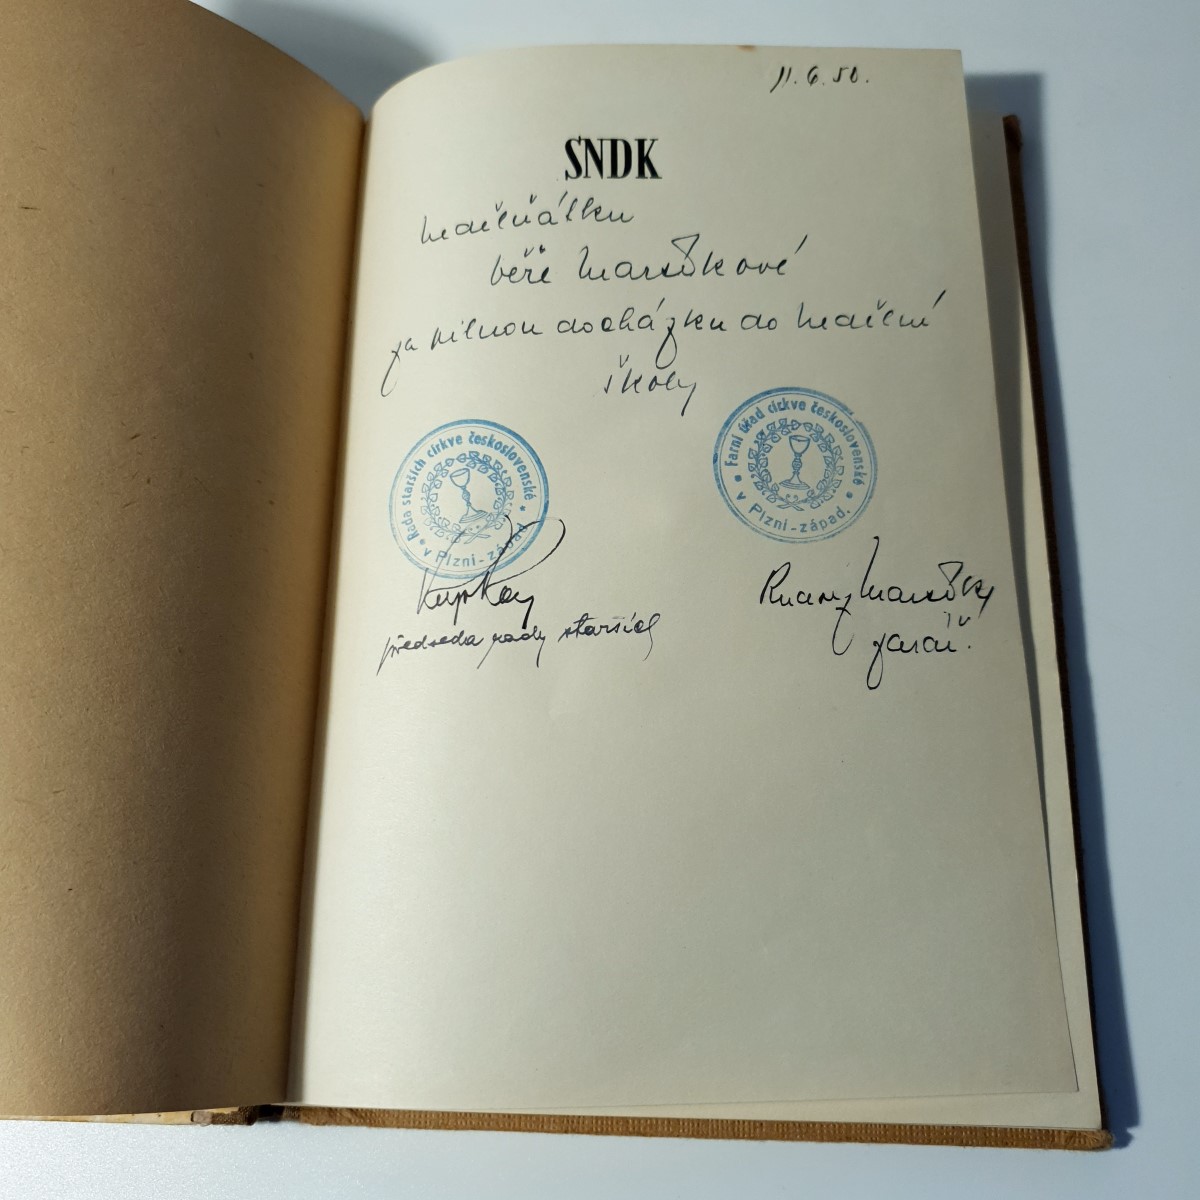 11.6.50.
SNDK
nedělňátku
Věře Maršíkové
za pilnou docházku do nedělní
školy
Rada starších církve československé v Plzni-západ.
Farní úřad církve československé v Plzni-západ.
předseda rady starších
farář.